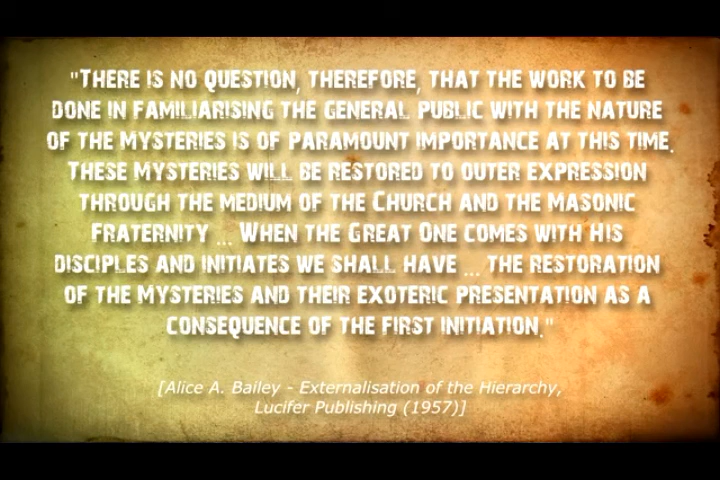 "There is no question, therefore, that the work to be
done in familiarising the general public with the nature
of the mysteries is of paramount importance at this time.
These mysteries will be restored to outer expression
through the medium of the Church and the Masonic
Fraternity ... When the Great One comes with His
disciples and initiates we shall have ... the restoration
of the Mysteries and their exoteric presentation as a
consequence of the first initiation."
[Alice A. Bailey - Externalisation of the Hierarchy,
Lucifer Publishing (1957)]